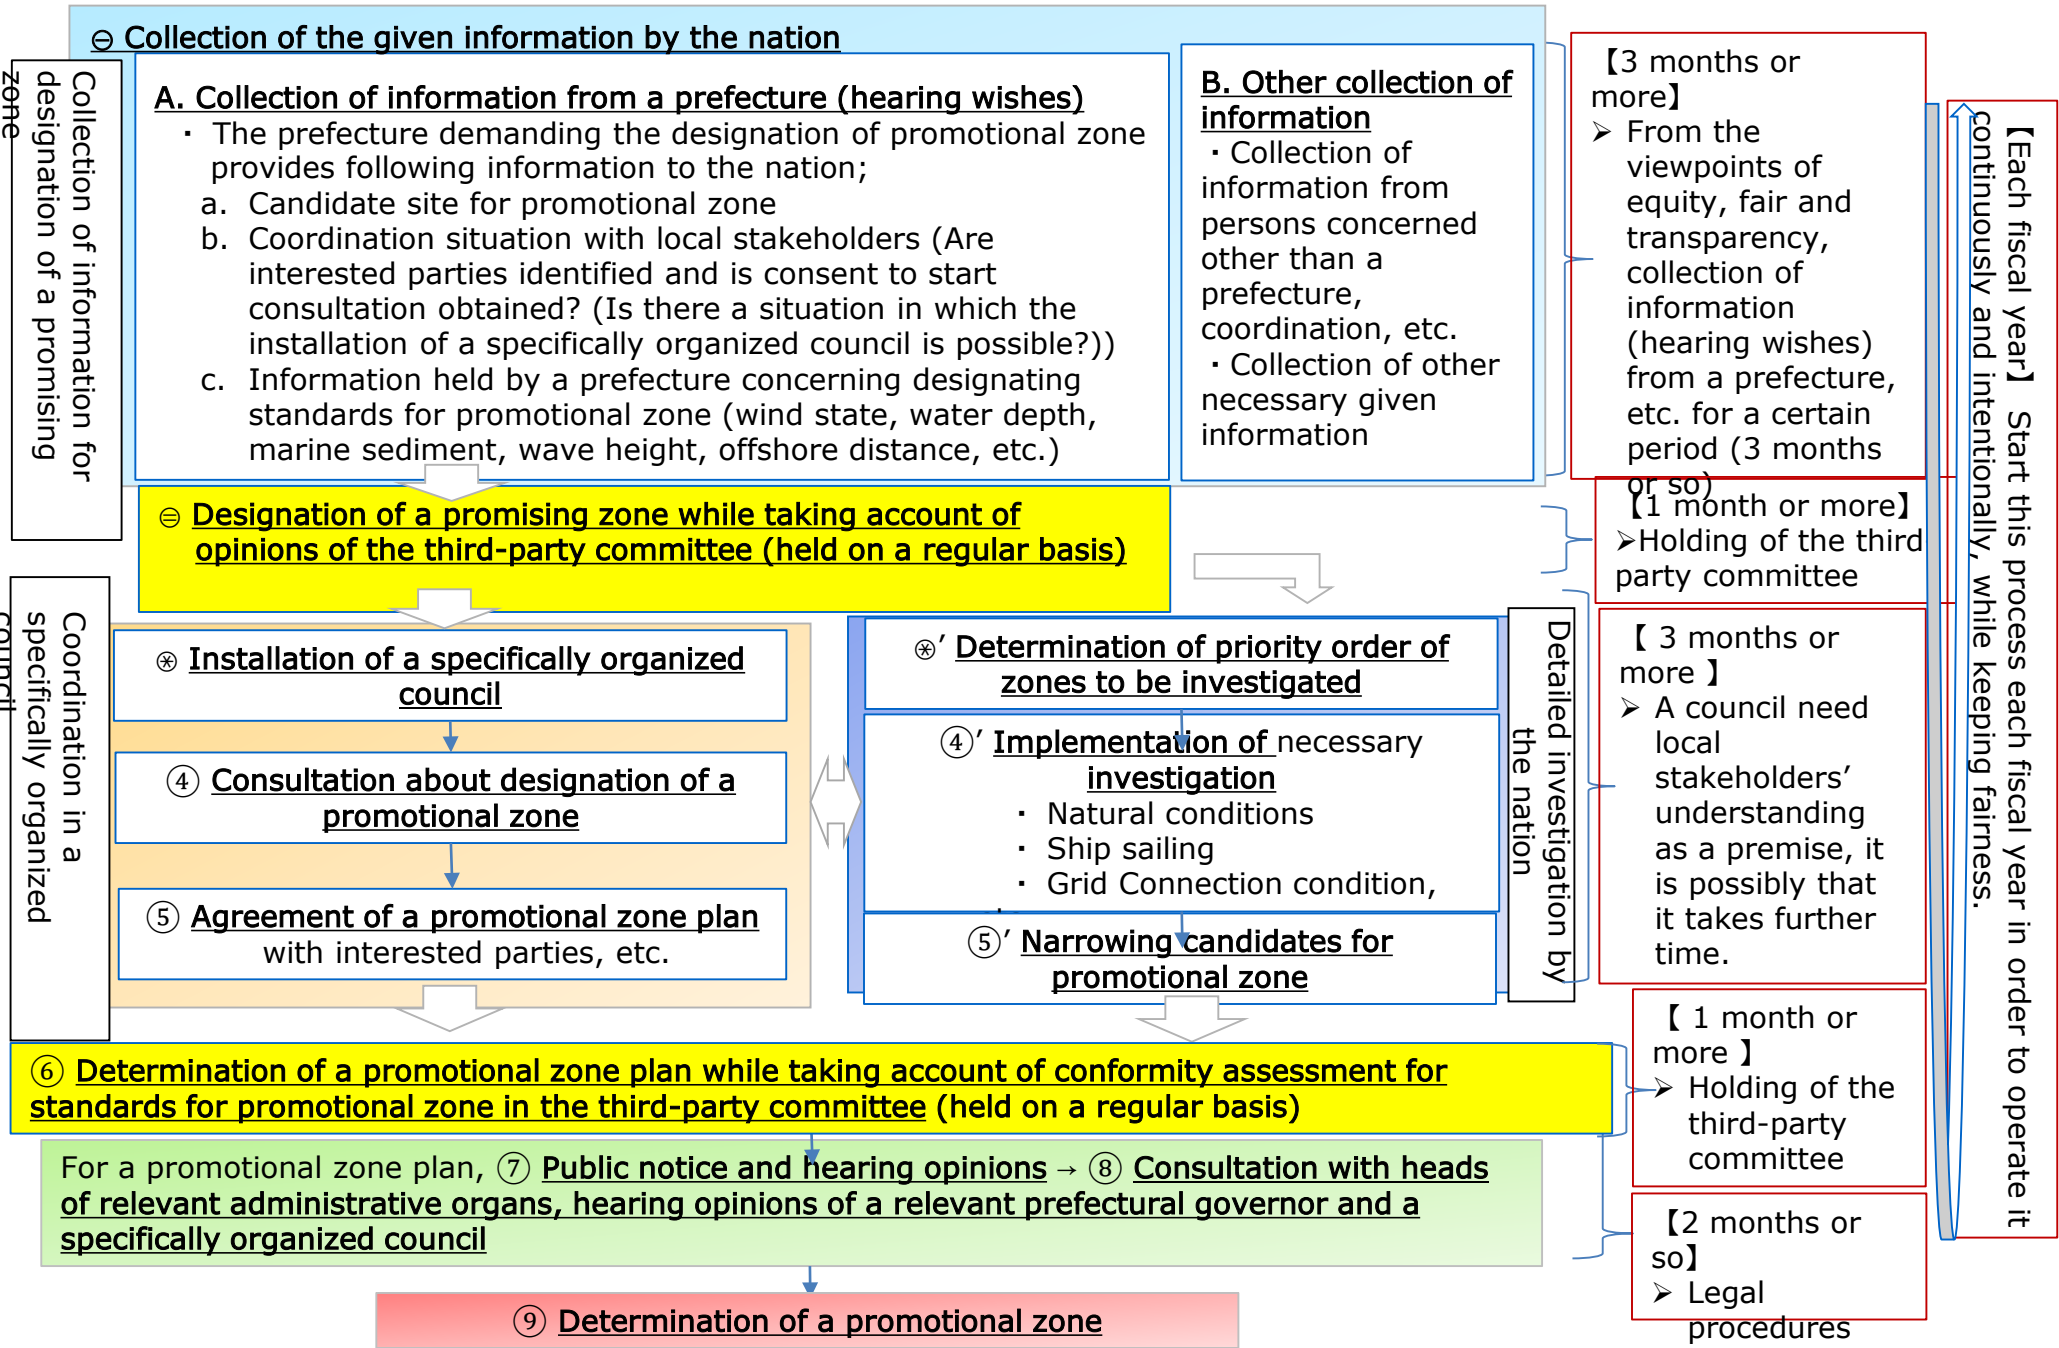 ⊖ Collection of the given information by the nation
Collection of information for
designation of a promising
zone
A. Collection of information from a prefecture (hearing wishes)
・ The prefecture demanding the designation of promotional zone
provides following information to the nation;
a. Candidate site for promotional zone
b. Coordination situation with local stakeholders (Are
interested parties identified and is consent to start
consultation obtained? (Is there a situation in which the
installation of a specifically organized council is possible?))
c. Information held by a prefecture concerning designating
standards for promotional zone (wind state, water depth,
marine sediment, wave height, offshore distance, etc.)
B. Other collection of
information
・Collection of
information from
persons concerned
other than a
prefecture,
coordination, etc.
・Collection of other
necessary given
information
【3 months or
more】
➢ From the
viewpoints of
equity, fair and
transparency,
collection of
information
(hearing wishes)
from a prefecture,
etc. for a certain
period (3 months
or so)
【Each fiscal year】 Start this process each fiscal year in order to operate it
continuously and intentionally, while keeping fairness.
⊜ Designation of a promising zone while taking account of
opinions of the third-party committee (held on a regular basis)
【1 month or more】
➢Holding of the third
party committee
Coordination in a
specifically organized
council
⊛ Installation of a specifically organized
council
④ Consultation about designation of a
promotional zone
⑤ Agreement of a promotional zone plan
with interested parties, etc.
⊛’ Determination of priority order of
zones to be investigated
④’ Implementation of necessary
investigation
・ Natural conditions
・ Ship sailing
・ Grid Connection condition,
⑤’ Narrowing candidates for
promotional zone
Detailed investigation by
the nation
【 3 months or
more 】
➢ A council need
local
stakeholders’
understanding
as a premise, it
is possibly that
it takes further
time.
⑥ Determination of a promotional zone plan while taking account of conformity assessment for
standards for promotional zone in the third-party committee (held on a regular basis)
【 1 month or
more 】
➢ Holding of the
third-party
committee
For a promotional zone plan, ⑦ Public notice and hearing opinions → ⑧ Consultation with heads
of relevant administrative organs, hearing opinions of a relevant prefectural governor and a
specifically organized council
【2 months or
so】
➢ Legal
procedures
⑨ Determination of a promotional zone